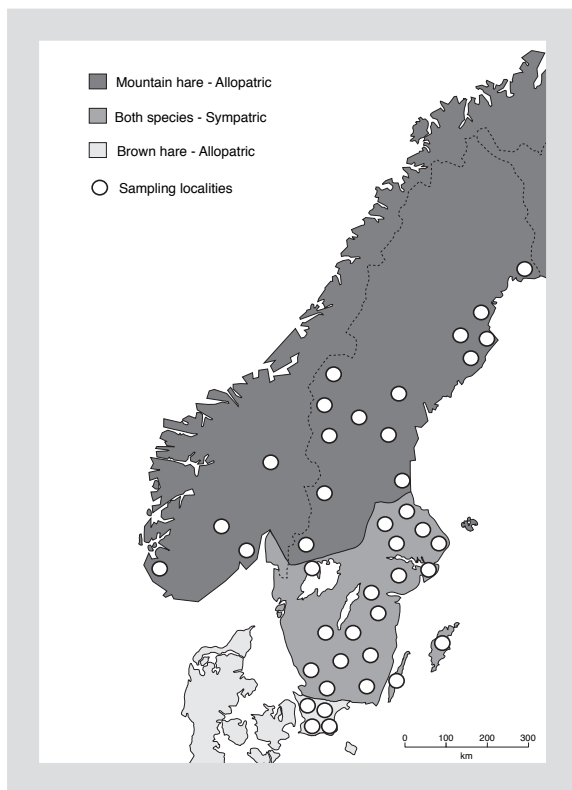 Mountain hare - Allopatric
Both species - Sympatric
Brown hare - Allopatric
Sampling localities
0 100 200 300
km